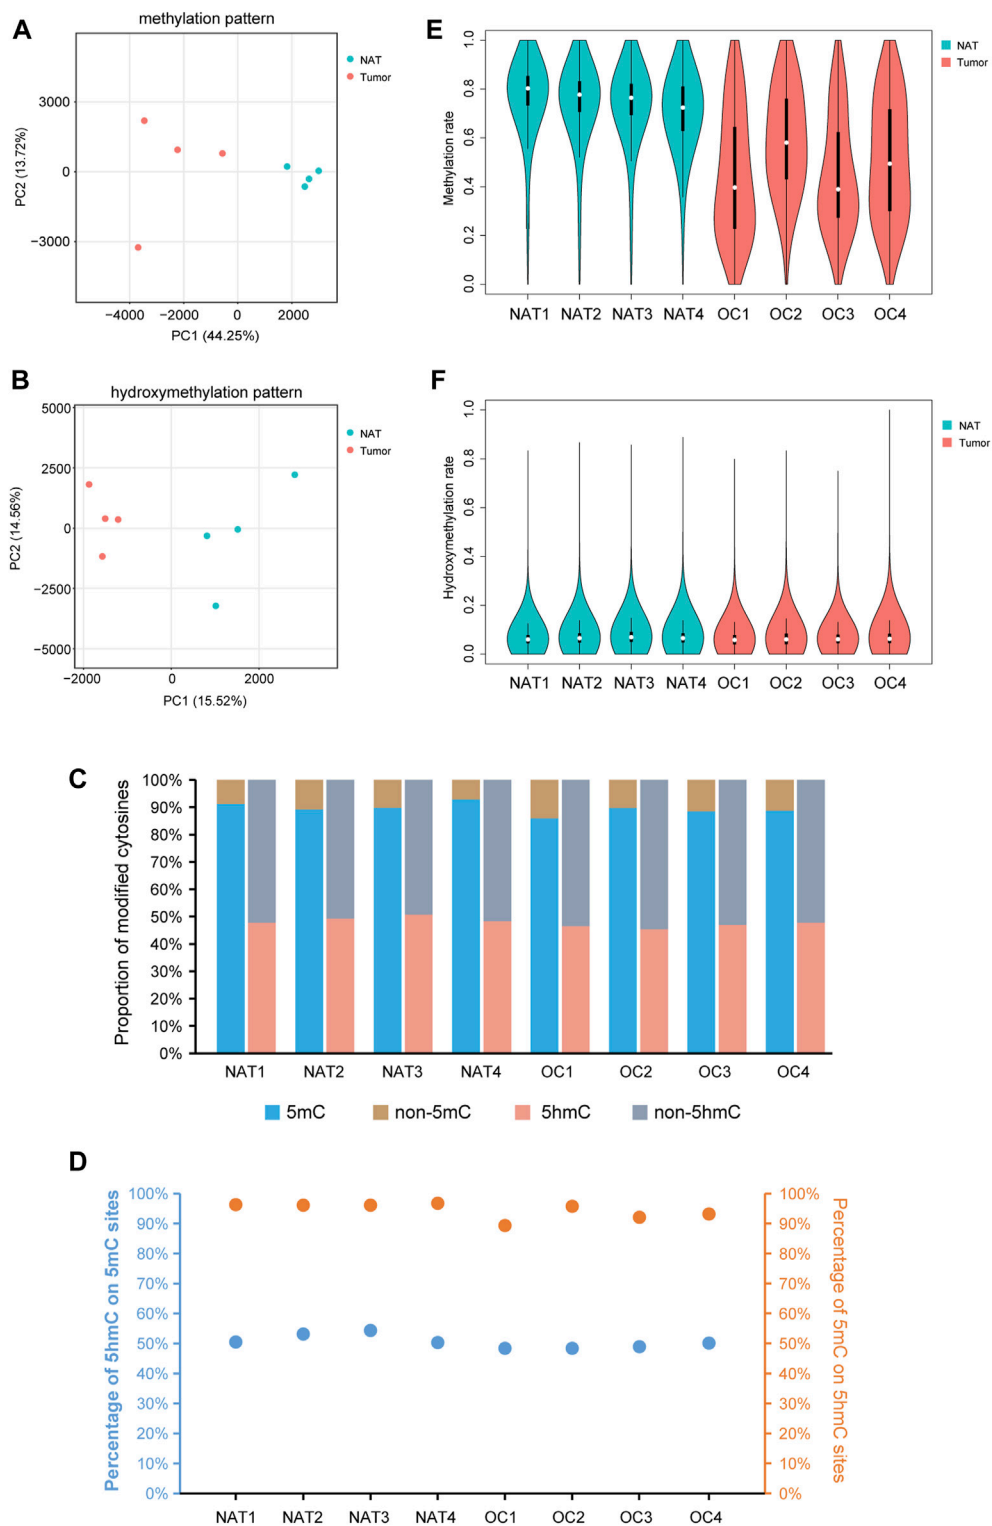 A
methylation pattern
NAT
Tumor
3000
0
−3000
PC2 (13.72%)
−4000 −2000 0 2000
PC1 (44.25%)
B
hydroxymethylation pattern
NAT
Tumor
5000
2500
0
−2500
−5000
PC2 (14.56%)
−2000 0 2000
PC1 (15.52%)
E
NAT
Tumor
1.0
0.8
0.6
0.4
0.2
0.0
Methylation rate
NAT1 NAT2 NAT3 NAT4 OC1 OC2 OC3 OC4
F
NAT
Tumor
1.0
0.8
0.6
0.4
0.2
0.0
Hydroxymethylation rate
NAT1 NAT2 NAT3 NAT4 OC1 OC2 OC3 OC4
C
100%
90%
80%
70%
60%
50%
40%
30%
20%
10%
0%
Proportion of modified cytosines
NAT1 NAT2 NAT3 NAT4 OC1 OC2 OC3 OC4
5mC non-5mC 5hmC non-5hmC
D
Percentage of 5hmC on 5mC sites
100% 100%
90% 90%
80% 80%
70% 70%
60% 60%
50% 50%
40% 40%
30% 30%
20% 20%
10% 10%
0% 0%
Percentage of 5mC on 5hmC sites
NAT1 NAT2 NAT3 NAT4 OC1 OC2 OC3 OC4